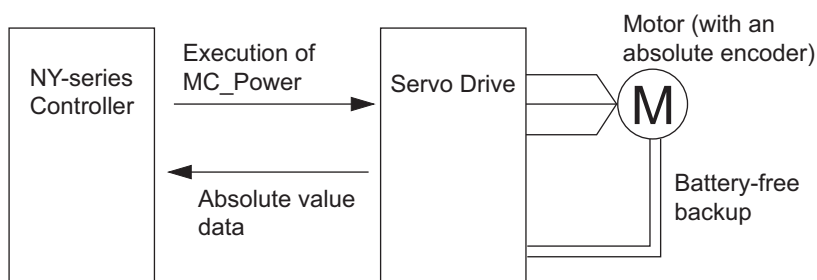 NY-series
Controller
Execution of
MC_Power
Absolute value
data
Servo Drive
Motor (with an
absolute encoder)
M
Battery-free
backup